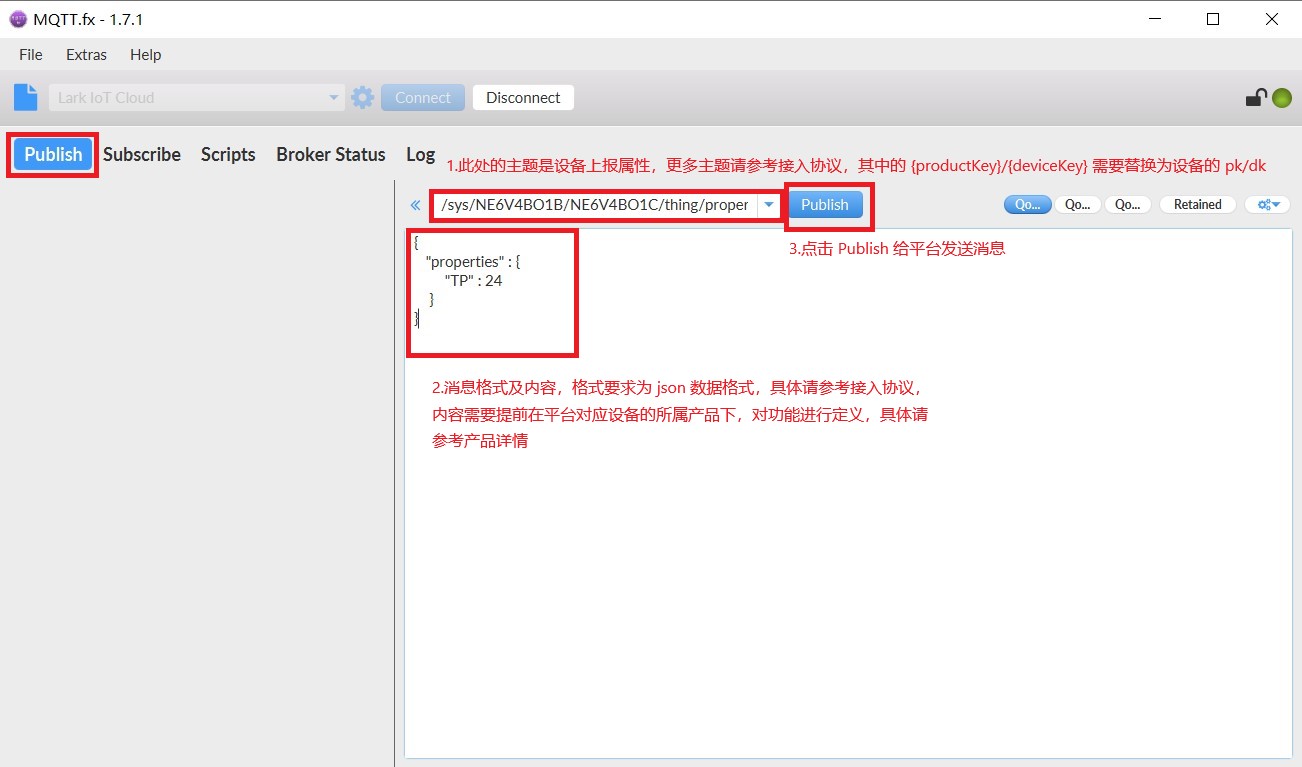 MQTT.fx - 1.7.1
File Extras Help
Lark IoT Cloud Connect Disconnect
Publish Subscribe Scripts Broker Status Log
1.此处的主题是设备上报属性，更多主题请参考接入协议，其中的 {productKey}/{deviceKey} 需要替换为设备的 pk/dk
« /sys/NE6V4BO1B/NE6V4BO1C/thing/proper Publish Qo... Qo... Qo... Retained
3.点击 Publish 给平台发送消息
{
"properties" : {
"TP" : 24
}
}
2.消息格式及内容，格式要求为 json 数据格式，具体请参考接入协议，
内容需要提前在平台对应设备的所属产品下，对功能进行定义，具体请
参考产品详情